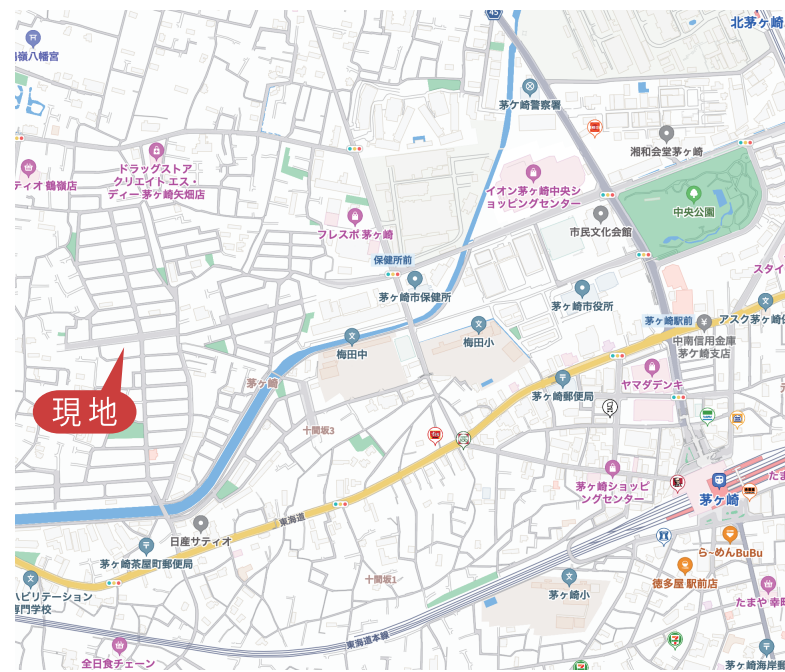 45
北茅ヶ崎
鶴嶺八幡宮
茅ケ崎警察署
湘和会堂茅ヶ崎
ドラッグストア
クリエイト エス・
ディー 茅ヶ崎矢畑店
ティオ 鶴嶺店
イオン茅ヶ崎中央シ
ョッピングセンター
中央公園
フレスポ 茅ヶ崎
市民文化会館
保健所前
スタイ
茅ヶ崎市保健所
茅ヶ崎市役所
茅ヶ崎駅前
アスク茅ヶ崎保
梅田中
梅田小
中南信用金庫
茅ケ崎支店
ヤマダデンキ
茅ヶ崎
茅ヶ崎郵便局
現地
十間坂3
茅ヶ崎ショッピ
ングセンター
茅ヶ崎
たま
東海道
日産サティオ
ら~めんBuBu
茅ヶ崎茶屋町郵便局
十間坂1
徳多屋 駅前店
ハビリテーション
専門学校
茅ヶ崎小
たまや 幸町
東海道本線
全日食チェーン
茅ヶ崎海岸郵